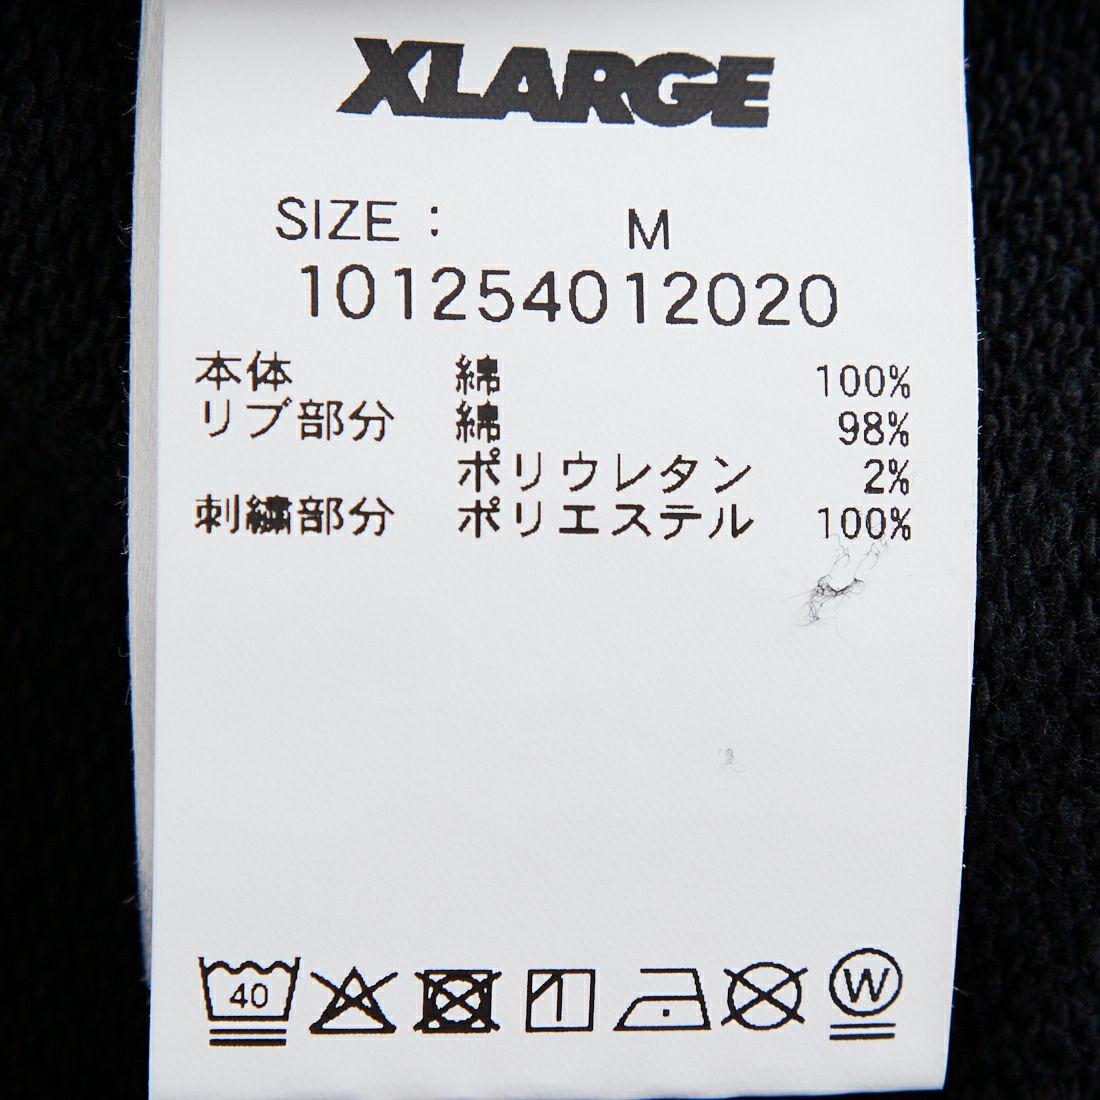 XLARGE
SIZE : M
101254012020
本体 綿 100%
リブ部分 綿 98%
ポリウレタン 2%
刺繍部分 ポリエステル 100%
40 W